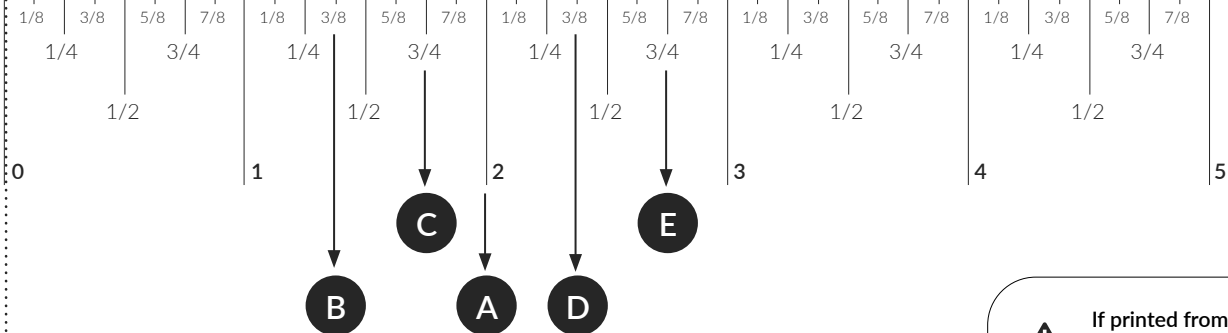 1/8 3/8 5/8 7/8 1/8 3/8 5/8 7/8 1/8 3/8 5/8 7/8 1/8 3/8 5/8 7/8 1/8 3/8 5/8 7/8
1/4 3/4 1/4 3/4 1/4 3/4 1/4 3/4 1/4 3/4
1/2 1/2 1/2 1/2 1/2
0 1 2 3 4 5
C E
B A D
If printed from